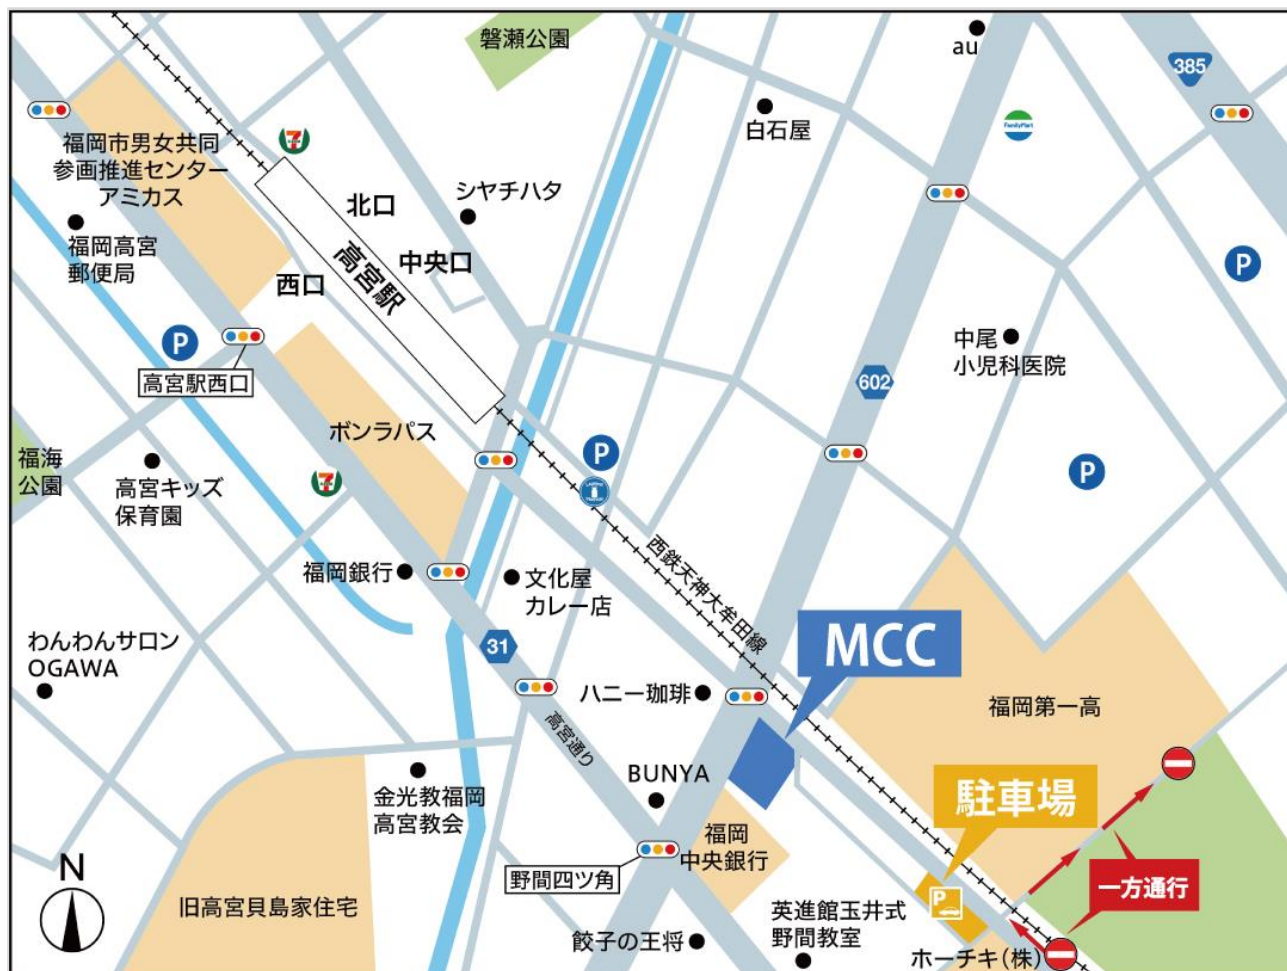 磐瀬公園
au
385
白石屋
FamilyMart
福岡市男女共同
参画推進センター
アミカス
7
北口
シヤチハタ
福岡高宮
郵便局
中央口
高宮駅
西口
P
P
高宮駅西口
中尾
小児科医院
602
ボンラパス
福海
公園
高宮キッズ
保育園
7
P
P
西鉄天神大牟田線
福岡銀行
文化屋
カレー店
わんわんサロン
OGAWA
31
MCC
ハニー珈琲
福岡第一高
高宮通り
BUNYA
金光教福岡
高宮教会
駐車場
福岡
中央銀行
野間四ツ角
一方通行
N
旧高宮貝島家住宅
P
英進館玉井式
野間教室
餃子の王将
ホーチキ(株)